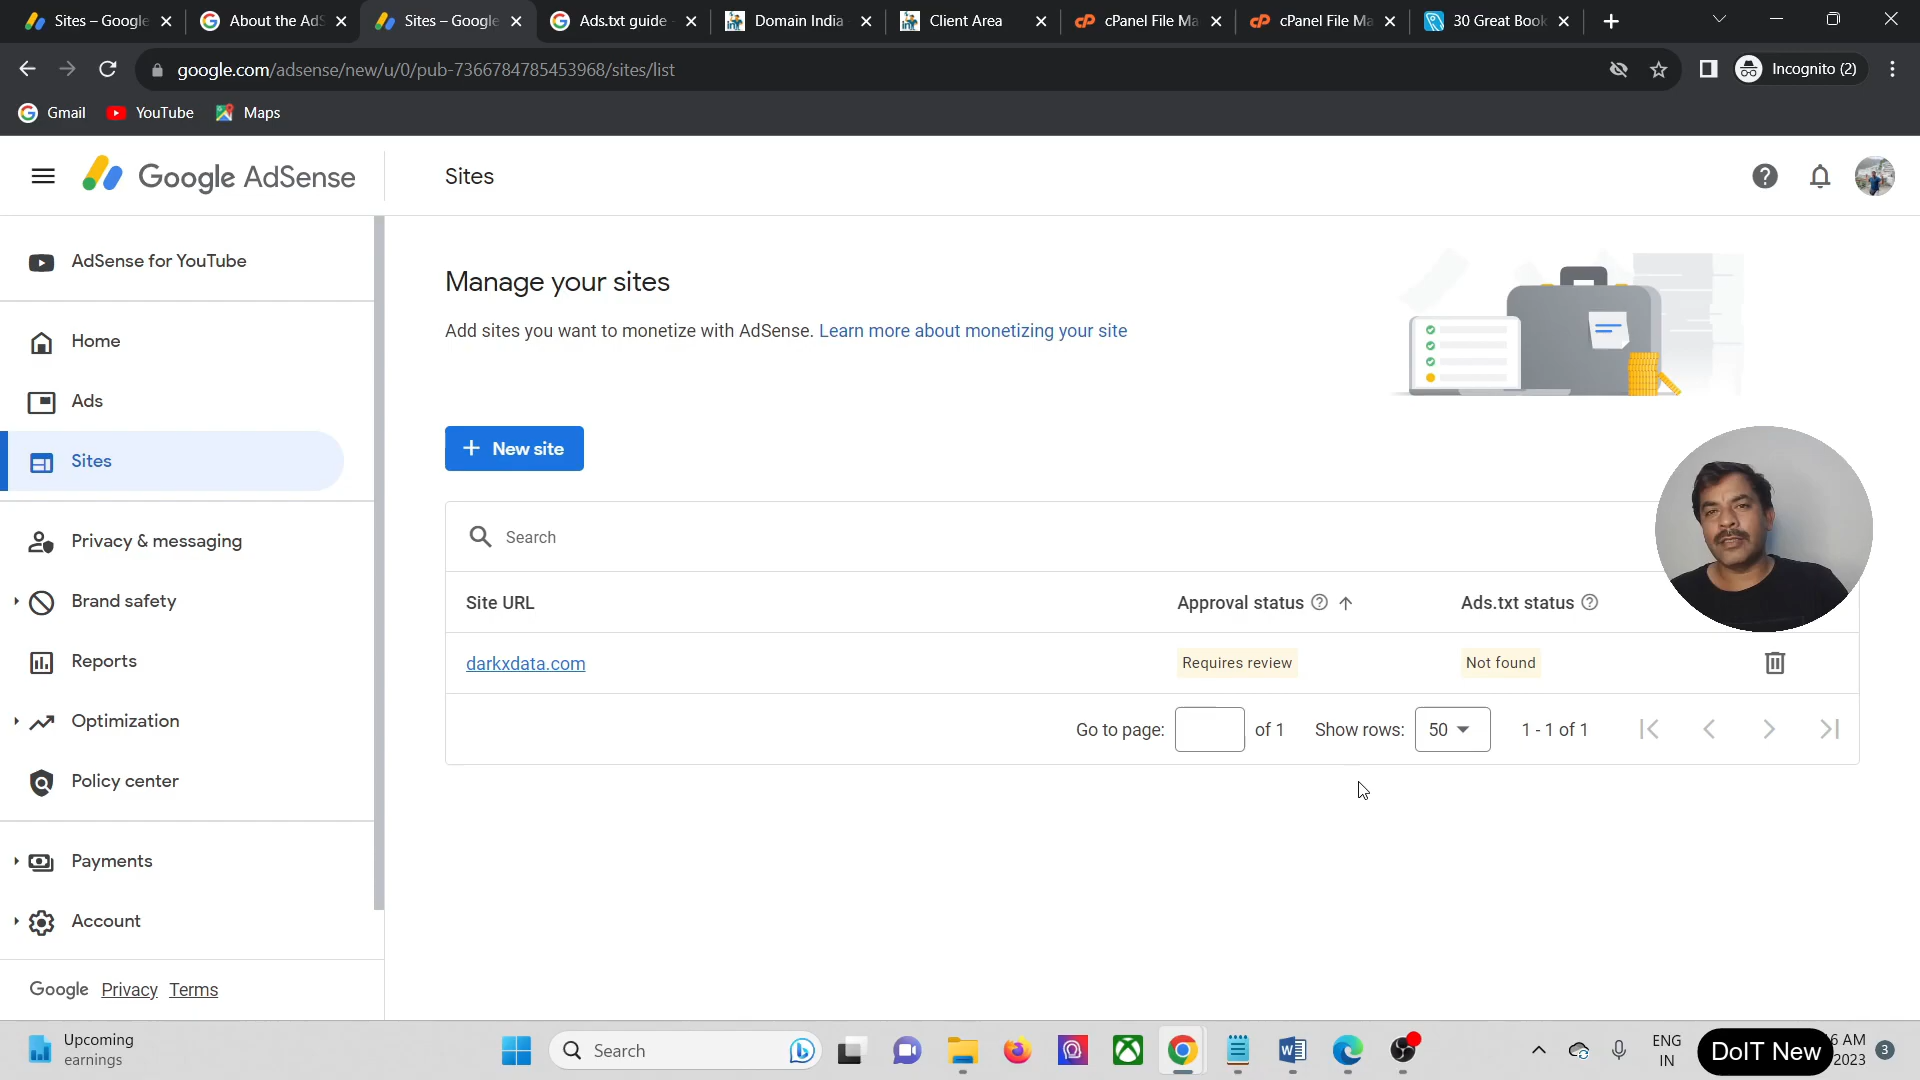 Sites – Google
About the AdS
Sites – Google
Ads.txt guide
Domain India
Client Area
cPanel File Ma
cPanel File Ma
30 Great Book
google.com/adsense/new/u/0/pub-7366784785453968/sites/list
Incognito (2)
Gmail
YouTube
Maps
Google AdSense
Sites
AdSense for YouTube
Home
Ads
Sites
Privacy & messaging
Brand safety
Reports
Optimization
Policy center
Payments
Account
Google Privacy Terms
Manage your sites
Add sites you want to monetize with AdSense. Learn more about monetizing your site
+ New site
Search
Site URL
Approval status
Ads.txt status
darkxdata.com
Requires review
Not found
Go to page:
of 1
Show rows:
50
1 - 1 of 1
Upcoming
earnings
Search
ENG
IN
6 AM
2023
DoIT New
3